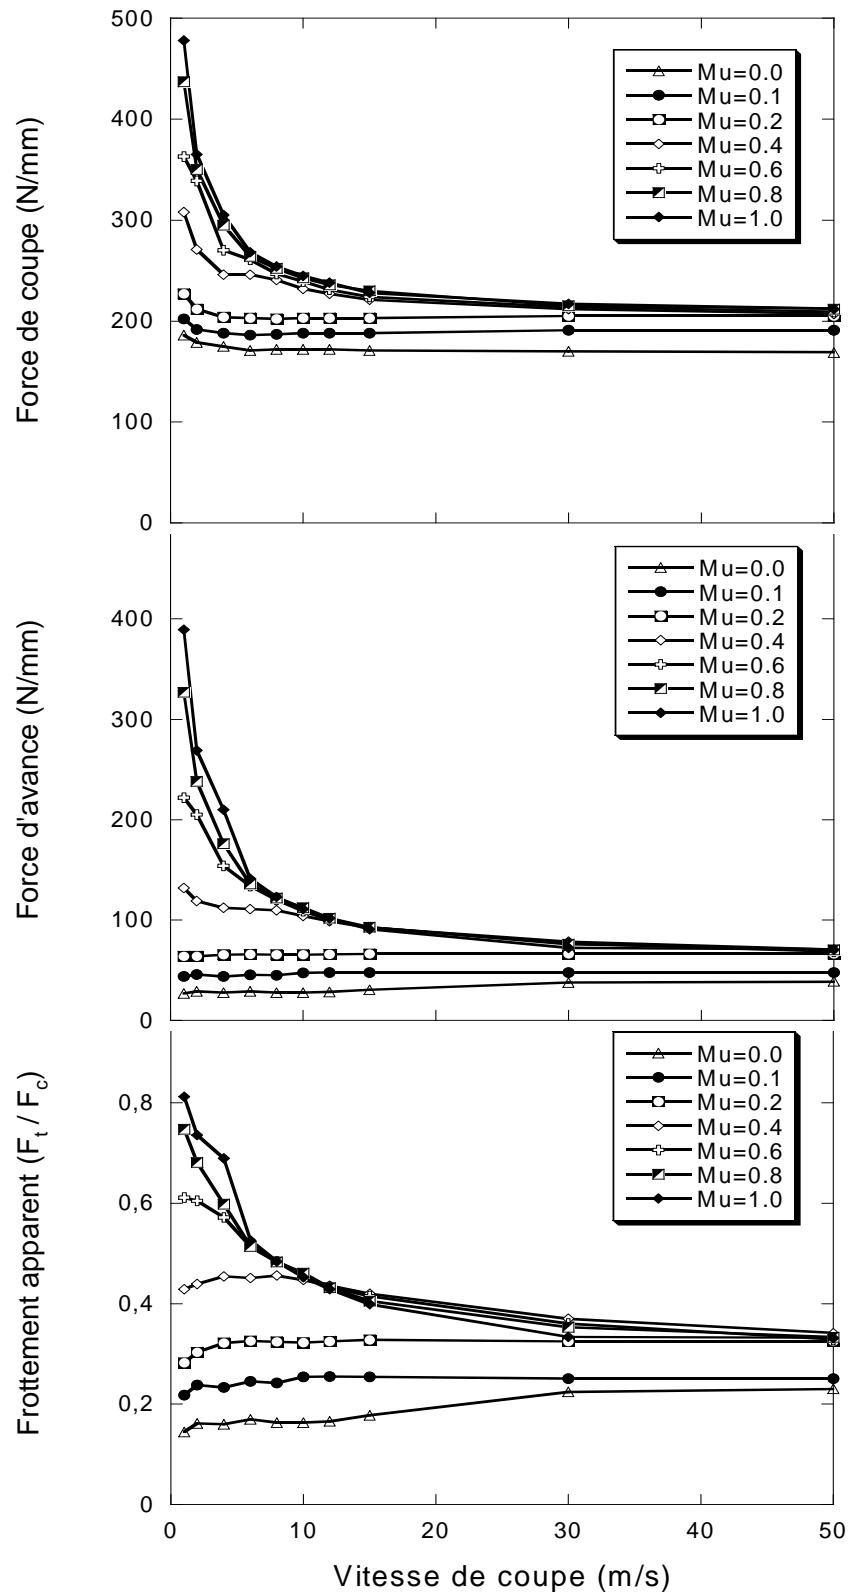 500
400
300
200
100
0
Force de coupe (N/mm)
Mu=0.0
Mu=0.1
Mu=0.2
Mu=0.4
Mu=0.6
Mu=0.8
Mu=1.0
400
300
200
100
0
Force d'avance (N/mm)
Mu=0.0
Mu=0.1
Mu=0.2
Mu=0.4
Mu=0.6
Mu=0.8
Mu=1.0
0,8
0,6
0,4
0,2
0
Frottement apparent (Ft / Fc)
Mu=0.0
Mu=0.1
Mu=0.2
Mu=0.4
Mu=0.6
Mu=0.8
Mu=1.0
0 10 20 30 40 50
Vitesse de coupe (m/s)